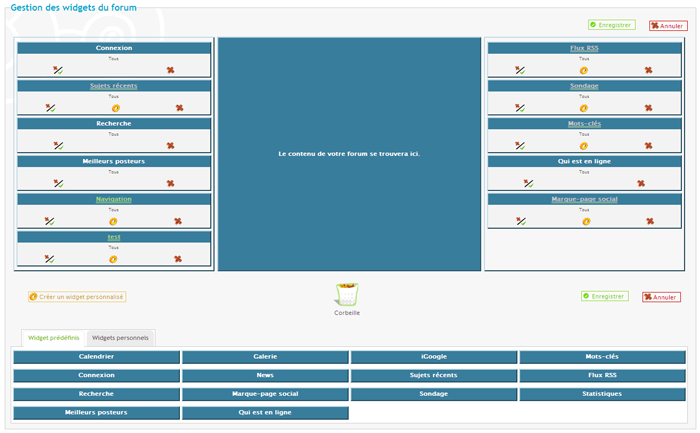 Gestion des widgets du forum
Enregistrer
Annuler
Connexion
Tous
Sujets récents
Tous
Recherche
Tous
Meilleurs posteurs
Tous
Navigation
Tous
test
Tous
Le contenu de votre forum se trouvera ici.
Flux RSS
Tous
Sondage
Tous
Mots-clés
Tous
Qui est en ligne
Tous
Marque-page social
Tous
Créer un widget personnalisé
Corbeille
Enregistrer
Annuler
Widget prédéfinis
Widgets personnels
Calendrier
Galerie
iGoogle
Mots-clés
Connexion
News
Sujets récents
Flux RSS
Recherche
Marque-page social
Sondage
Statistiques
Meilleurs posteurs
Qui est en ligne